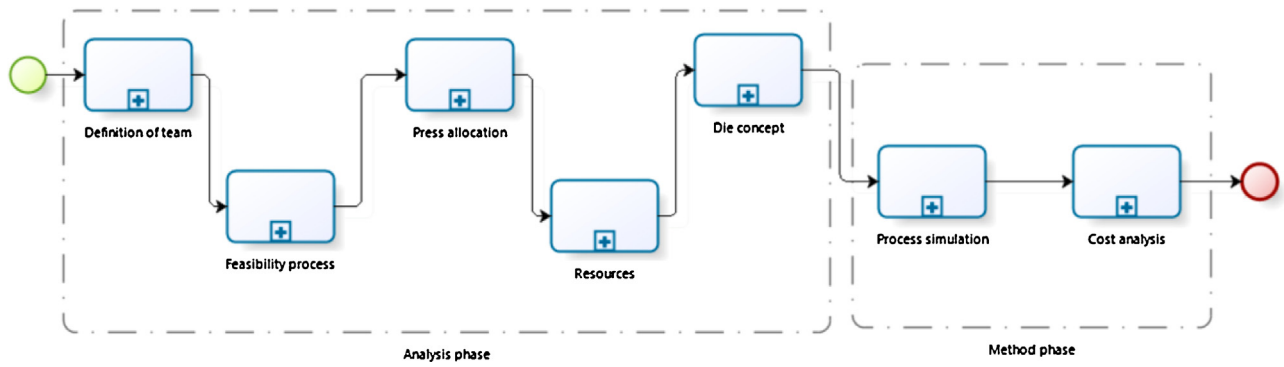 Definition of team
Feasibility process
Press allocation
Resources
Die concept
Process simulation
Cost analysis
Analysis phase
Method phase